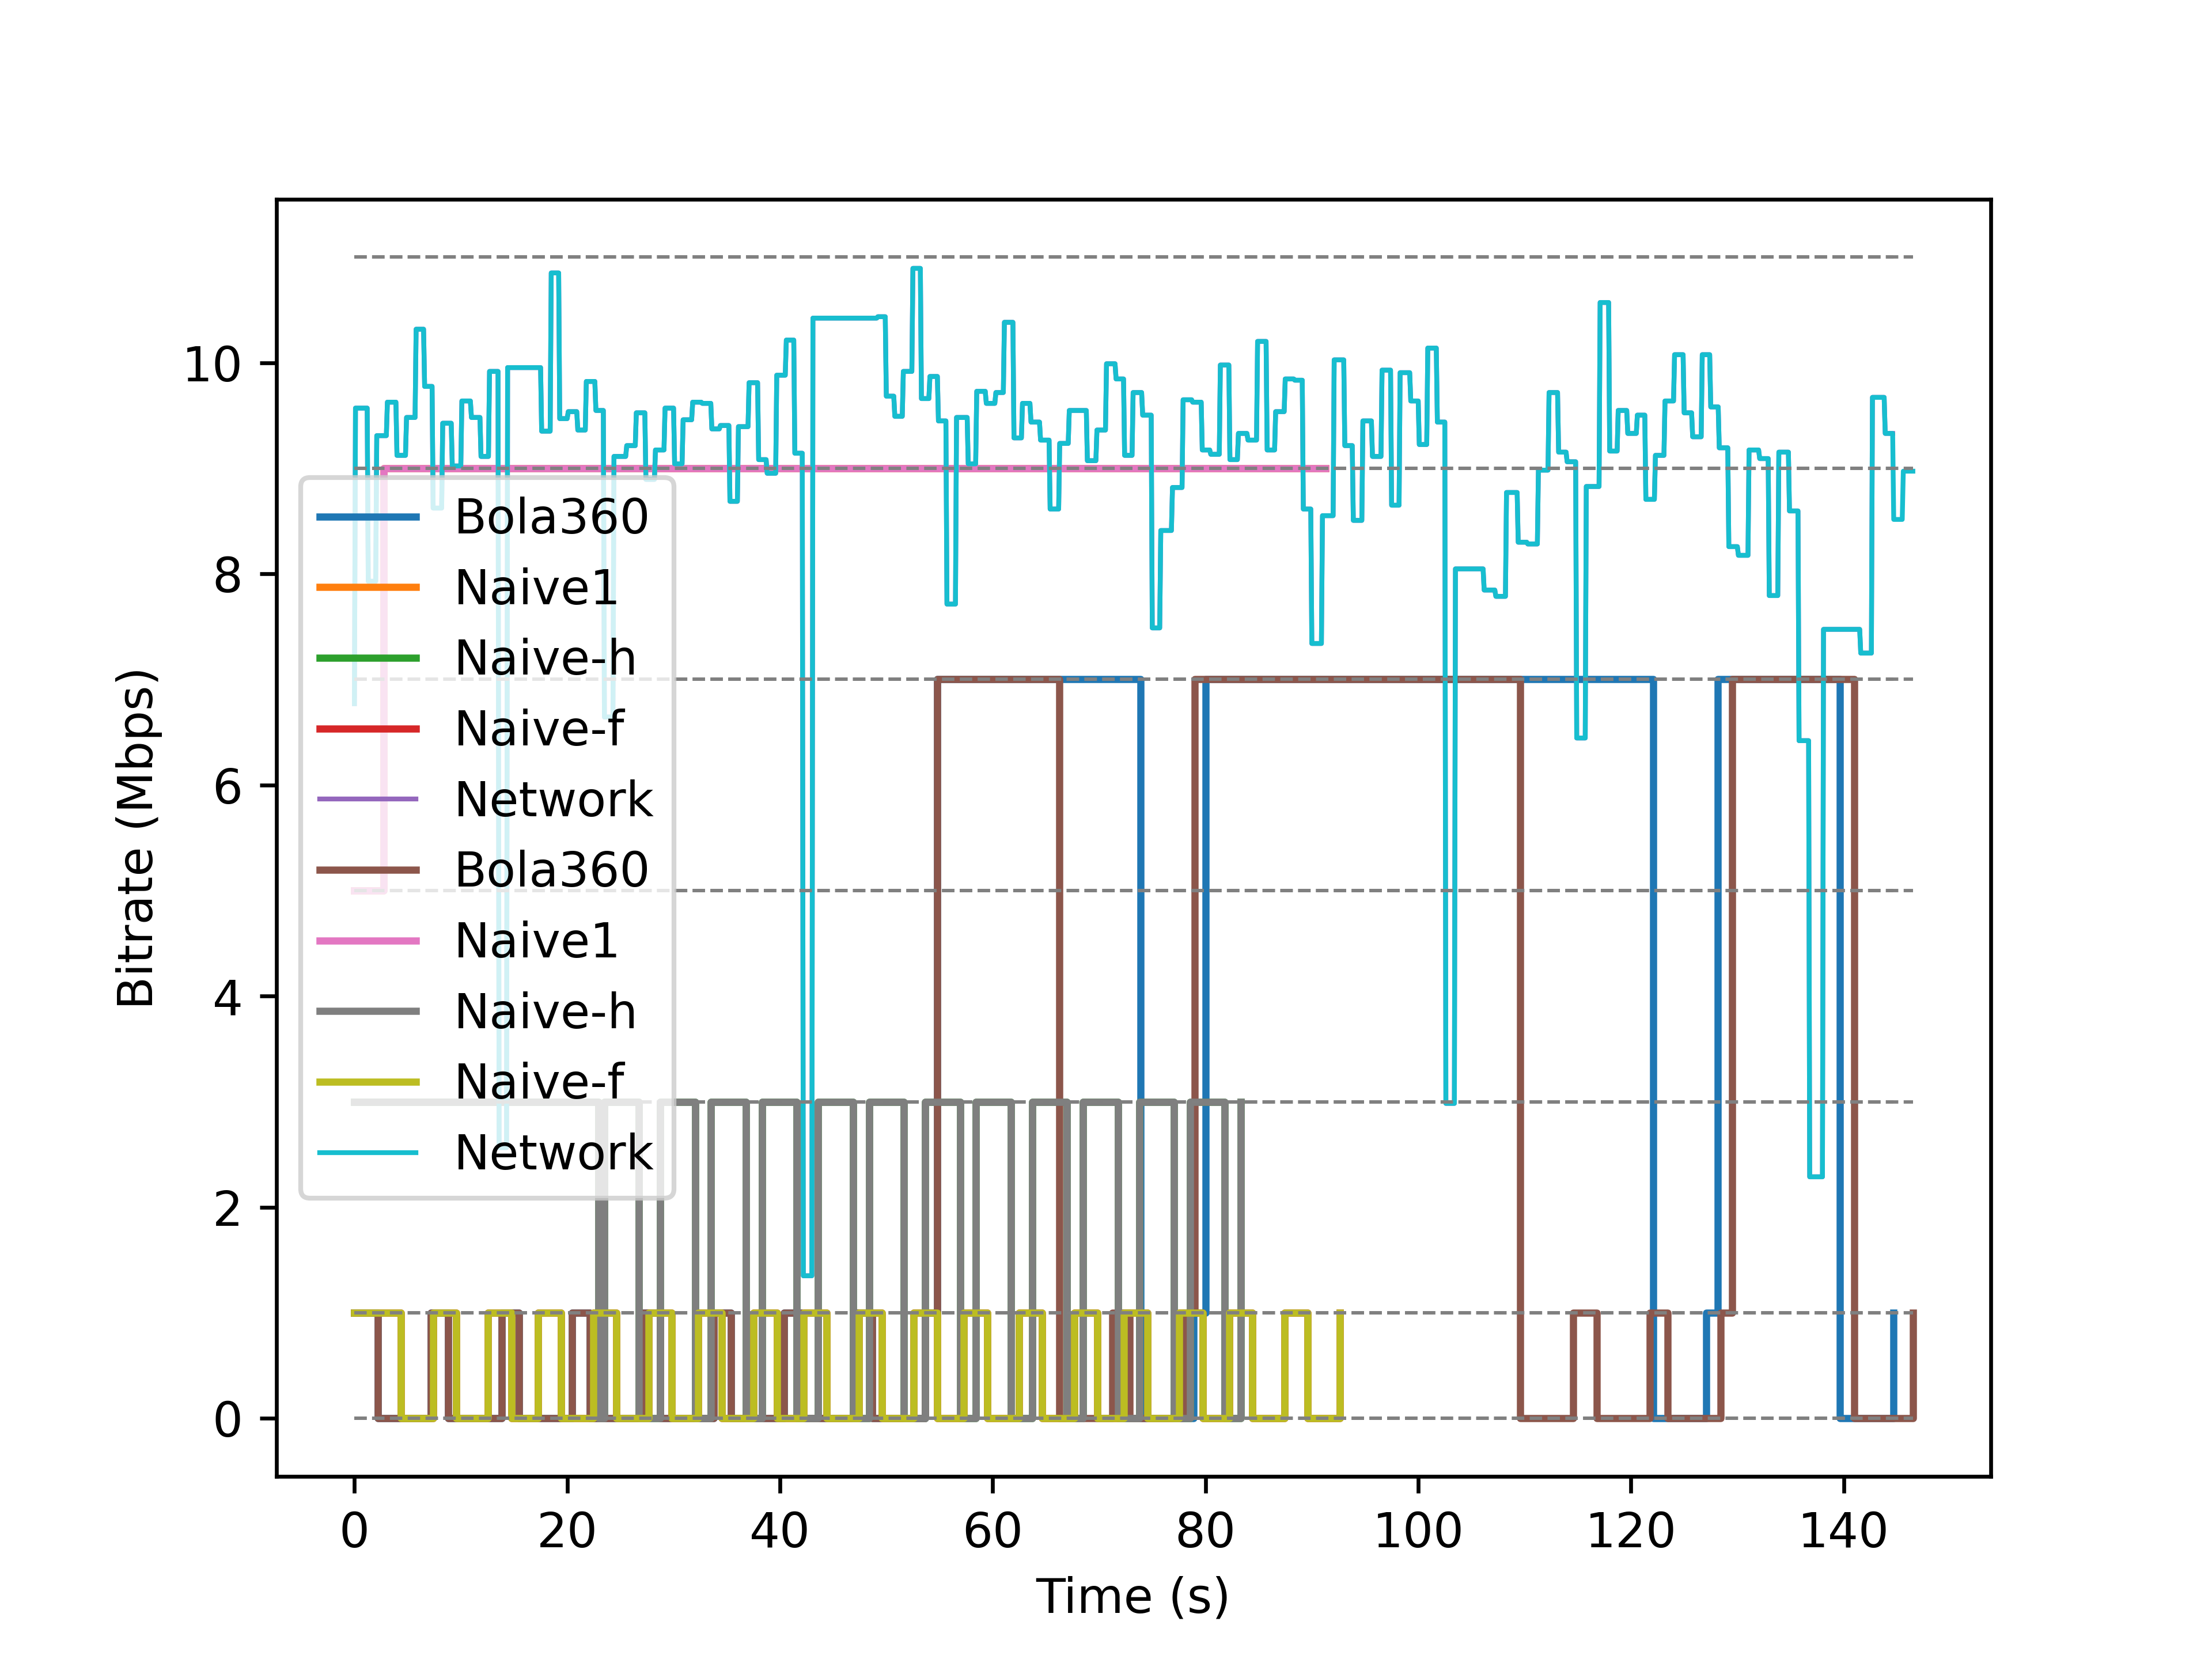 10
8
6
4
2
0
Bitrate (Mbps)
Bola360
Naive1
Naive-h
Naive-f
Network
Bola360
Naive1
Naive-h
Naive-f
Network
0 20 40 60 80 100 120 140
Time (s)